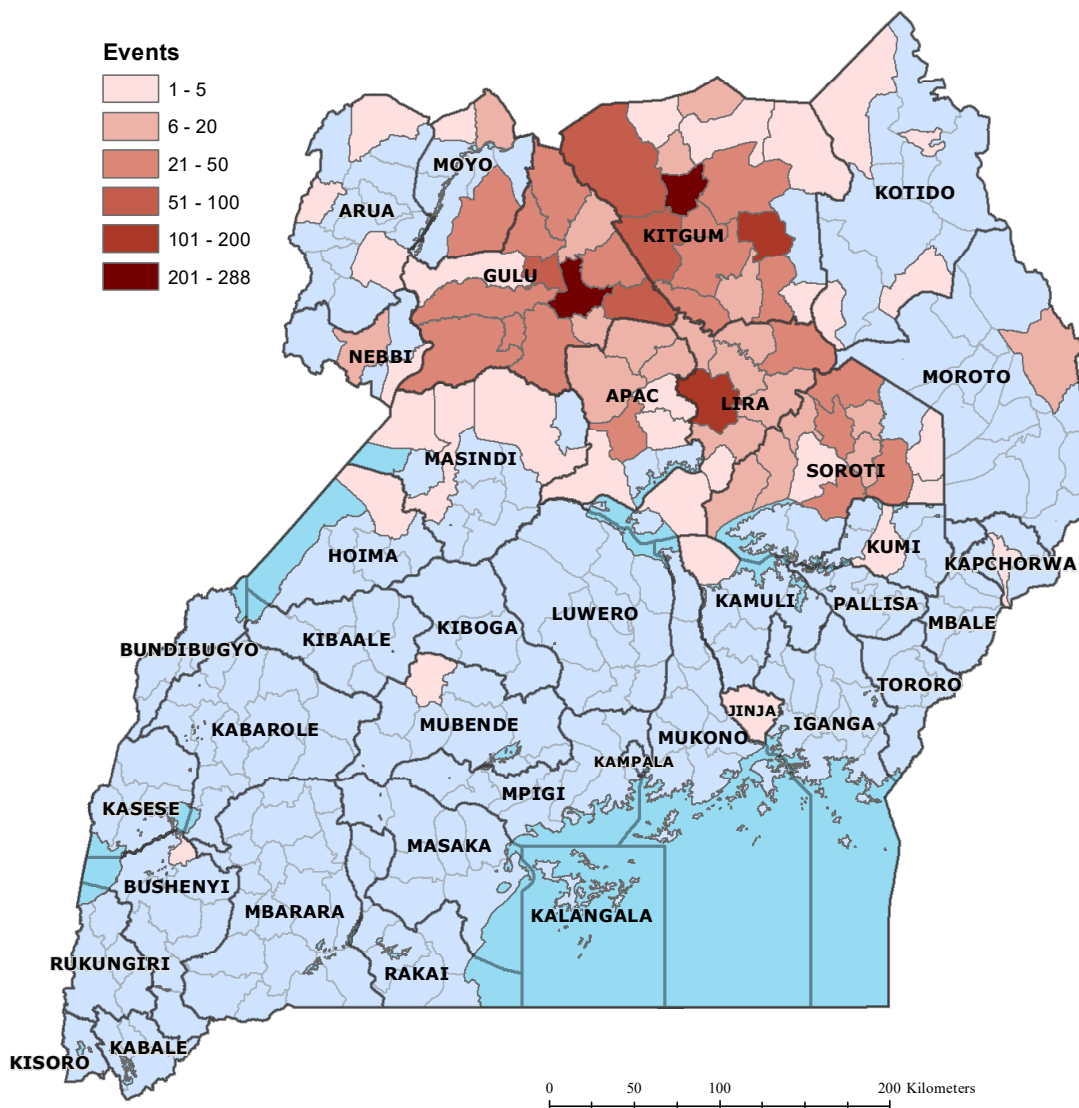 Events
1 - 5
6 - 20
21 - 50
51 - 100
101 - 200
201 - 288
MOYO
KOTIDO
ARUA
KITGUM
GULU
NEBBI
MOROTO
APAC
LIRA
MASINDI
SOROTI
HOIMA
KUMI
KAPCHORWA
KAMULI
PALLISA
LUWERO
MBALE
KIBOGA
KIBAALE
BUNDIBUGYO
TORORO
JINJA
IGANGA
MUBENDE
KABAROLE
MUKONO
KAMPALA
MPIGI
KASESE
MASAKA
BUSHENYI
MBARARA
KALANGALA
RUKUNGIRI
RAKAI
KABALE
KISORO
0 50 100 200 Kilometers